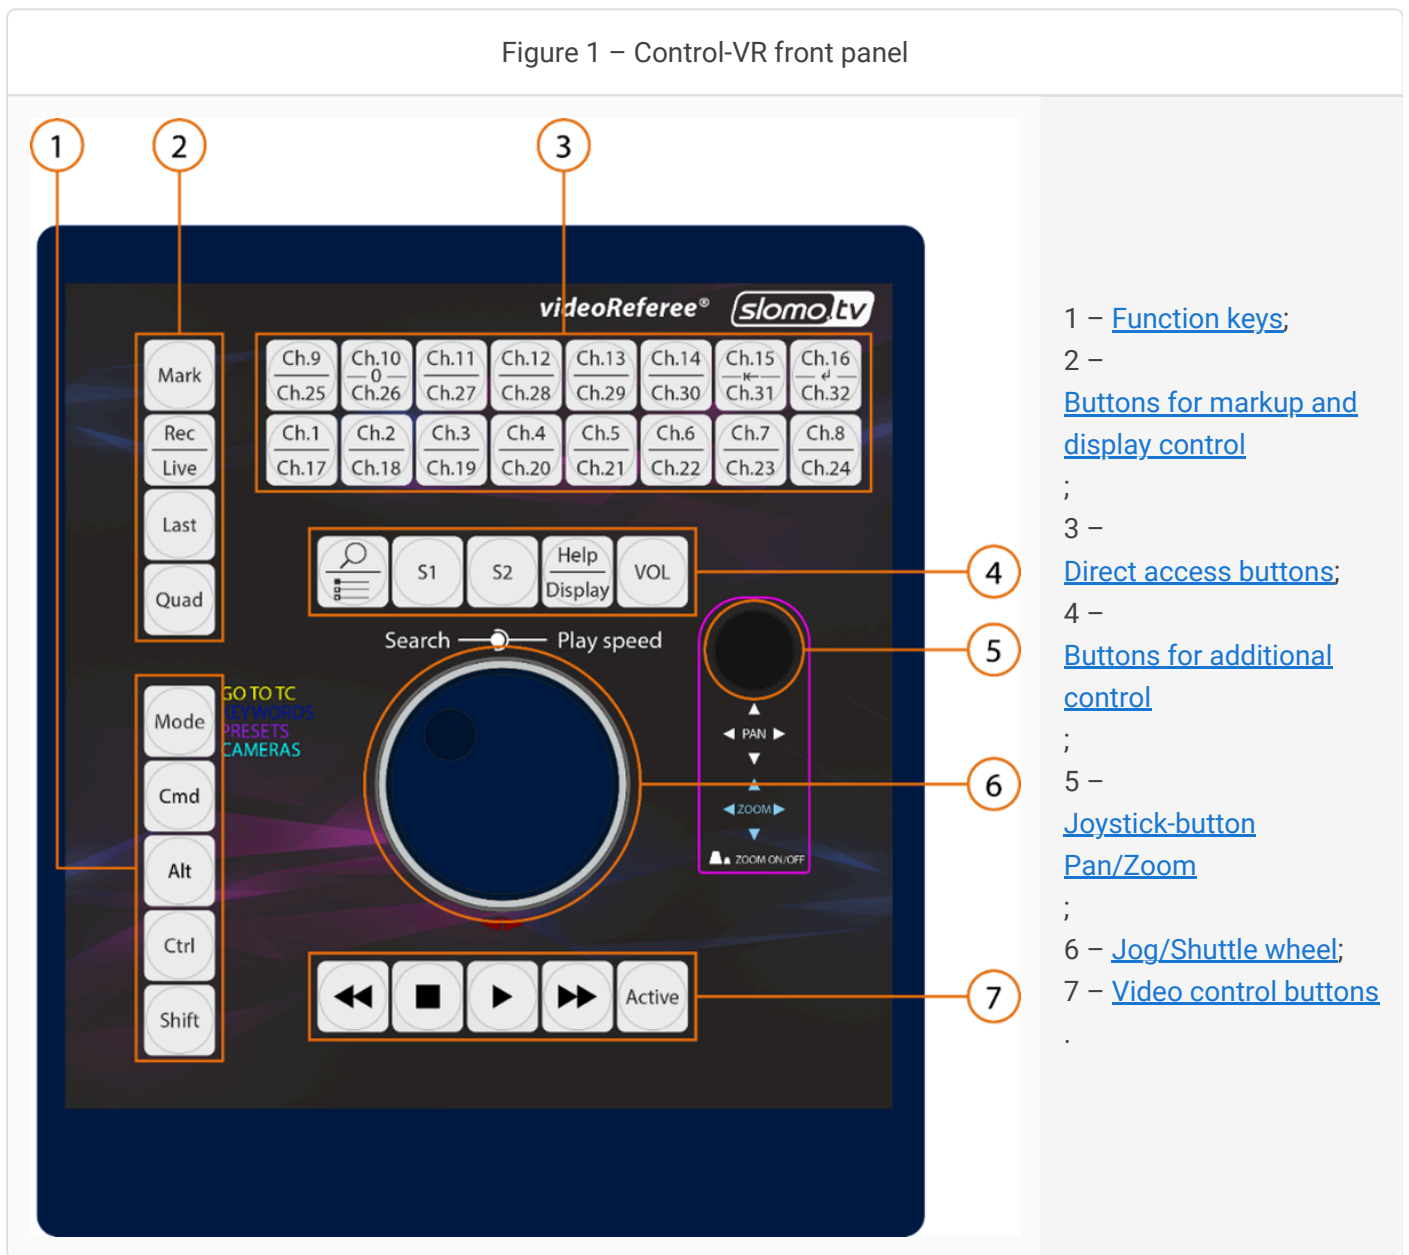 Figure 1 – Control-VR front panel
1
2
3
videoReferee® slomo.tv
Mark
Rec
Live
Last
Quad
Ch.9 Ch.10 Ch.11 Ch.12 Ch.13 Ch.14 Ch.15 Ch.16
0
Ch.25 Ch.26 Ch.27 Ch.28 Ch.29 Ch.30 Ch.31 Ch.32
Ch.1 Ch.2 Ch.3 Ch.4 Ch.5 Ch.6 Ch.7 Ch.8
Ch.17 Ch.18 Ch.19 Ch.20 Ch.21 Ch.22 Ch.23 Ch.24
S1
S2
Help
Display
VOL
4
Search
Play speed
5
PAN
ZOOM
ZOOM ON/OFF
6
Mode
GO TO TC
KEYWORDS
PRESETS
CAMERAS
Cmd
Alt
Ctrl
Shift
Active
7
1 – Function keys;
2 –
Buttons for markup and
display control
;
3 –
Direct access buttons;
4 –
Buttons for additional
control
;
5 –
Joystick-button
Pan/Zoom
;
6 – Jog/Shuttle wheel;
7 – Video control buttons
.